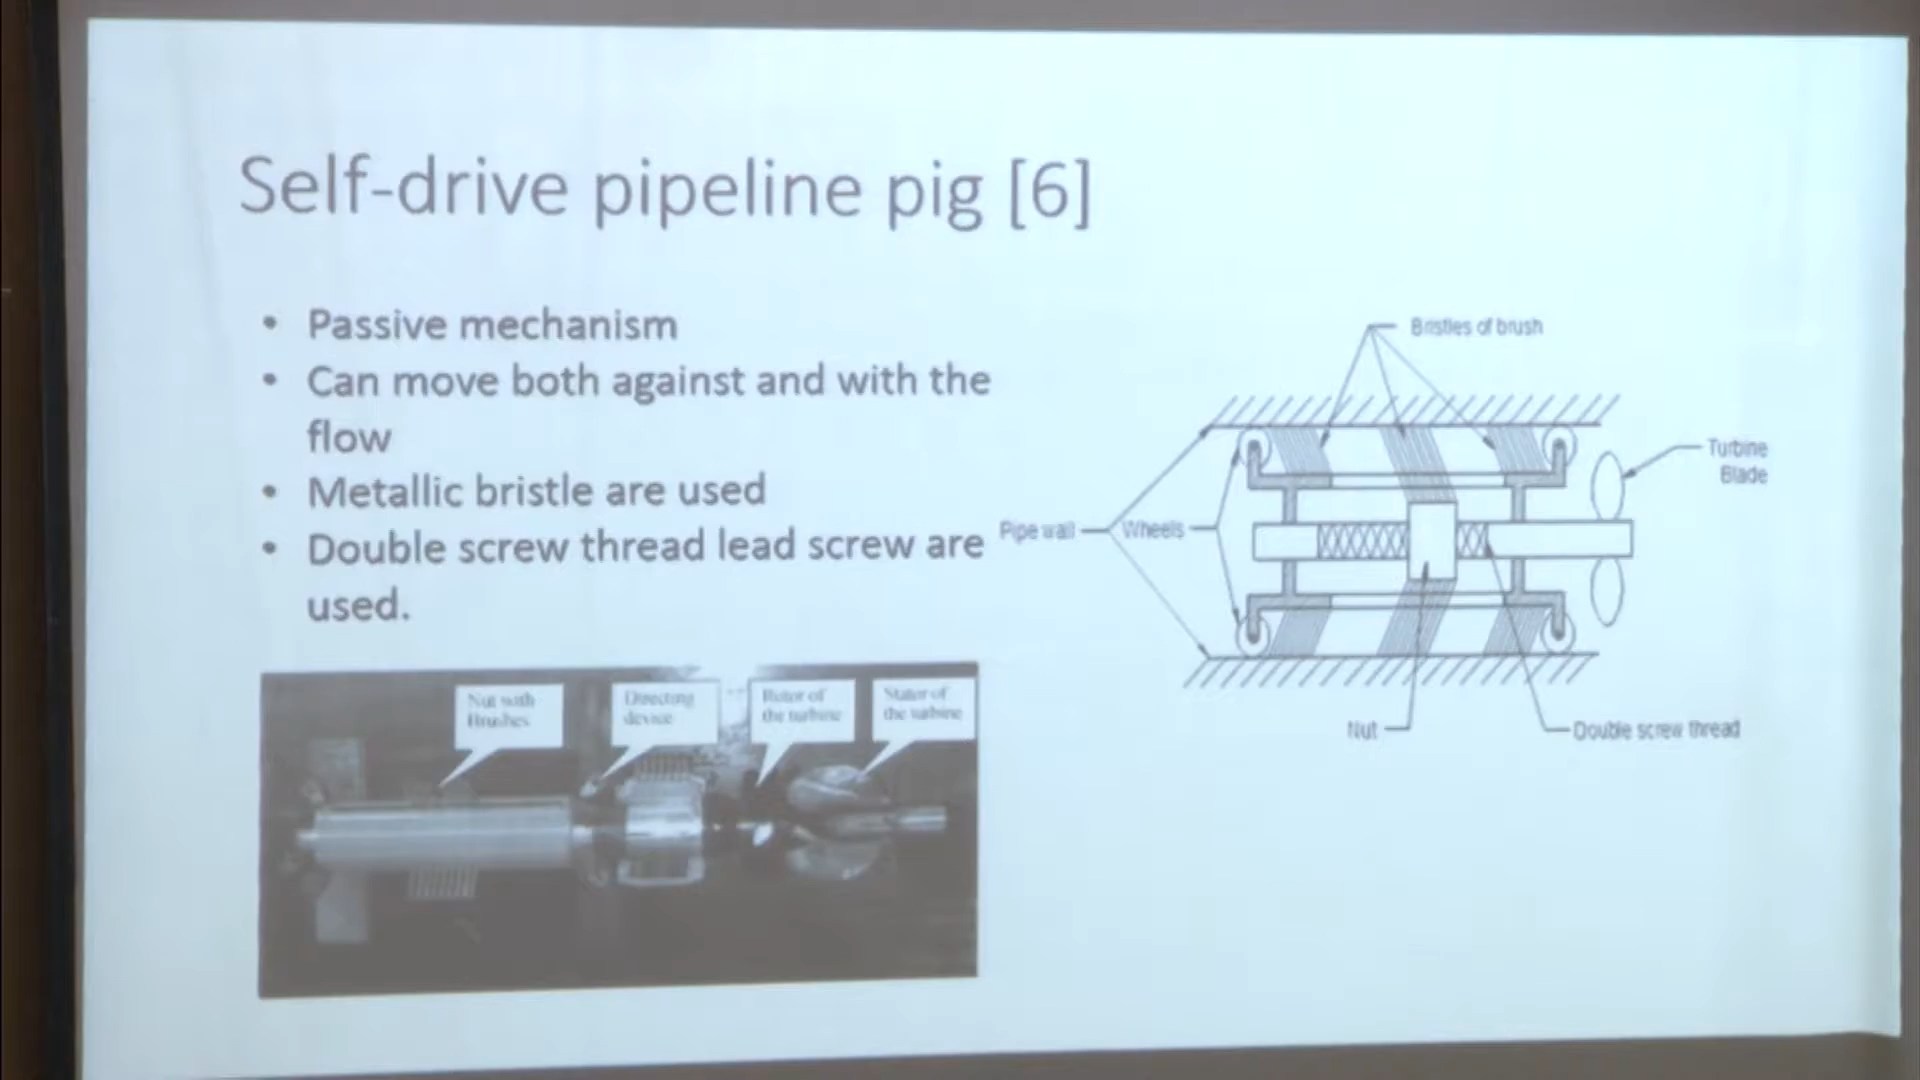 Self-drive pipeline pig [6]
• Passive mechanism
• Can move both against and with the
flow
• Metallic bristle are used
• Double screw thread lead screw are
used.
Bristles of brush
Turbine
Blade
Pipe wall
Wheels
Nut
Double screw thread
Nut with
Brushes
Directing
device
Rotor of
the turbine
Stator of
the turbine